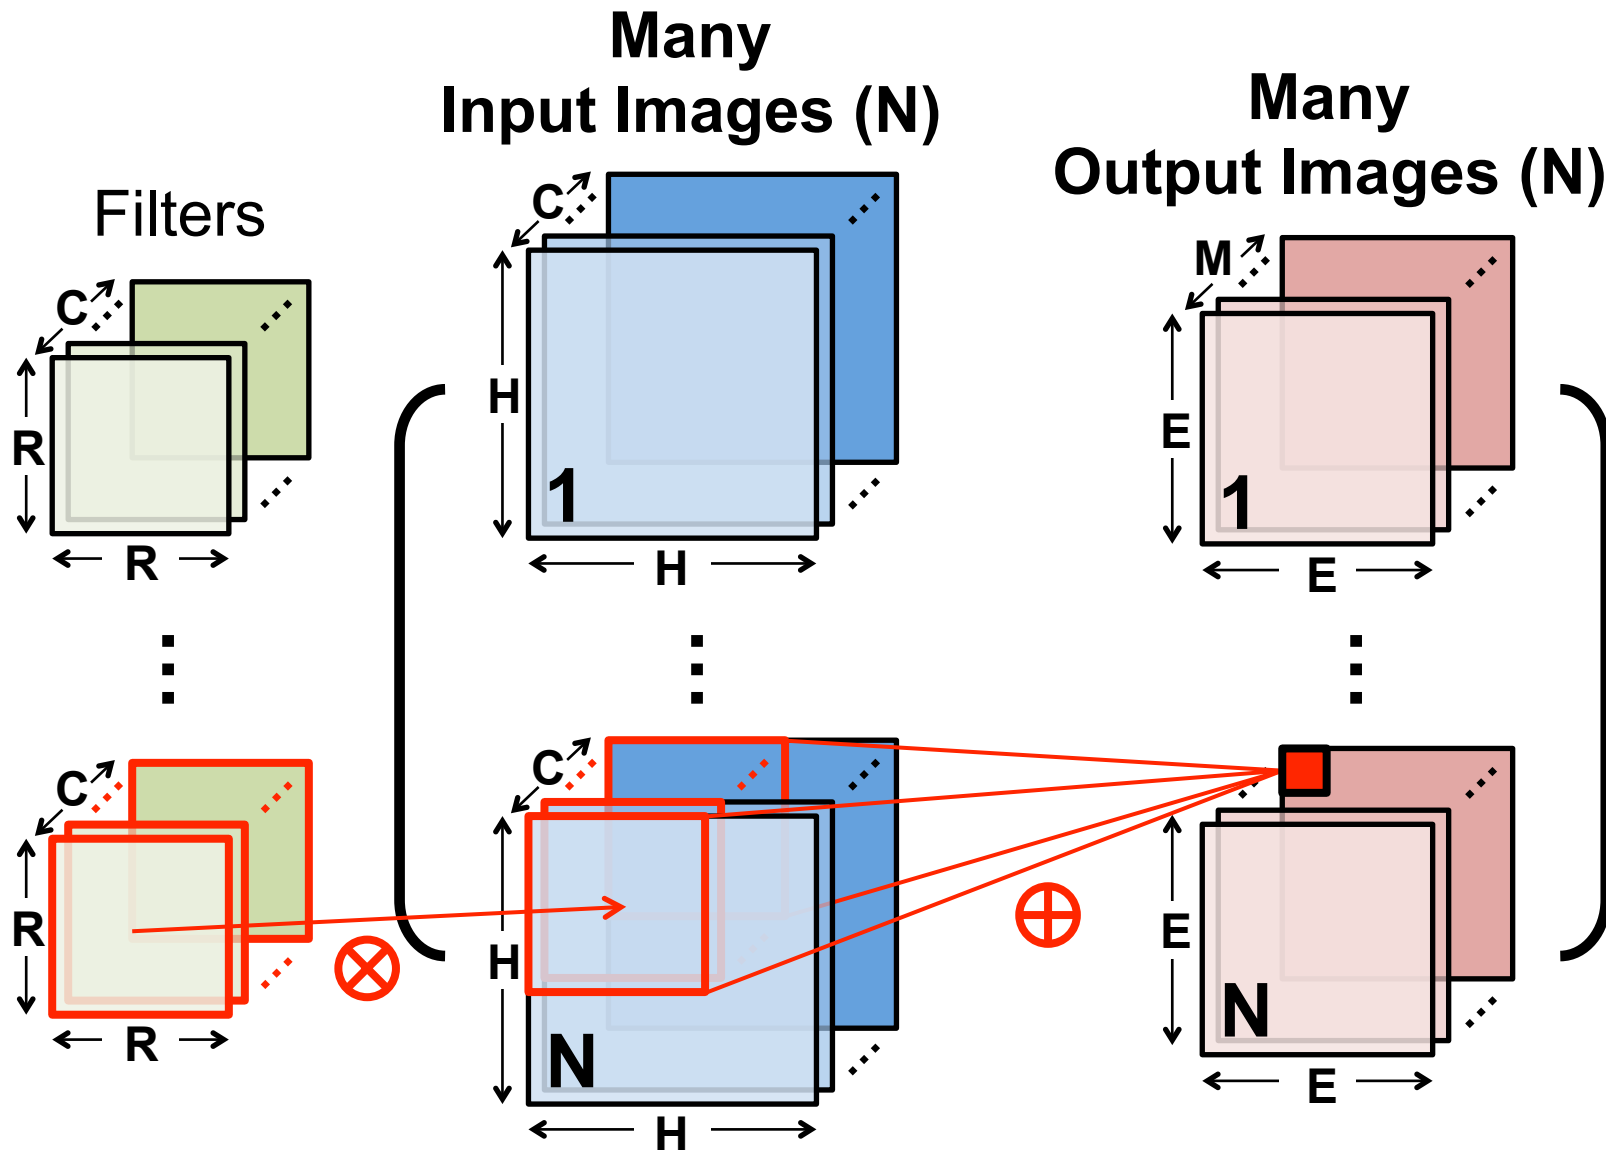 Many
Input Images (N)
Many
Output Images (N)
Filters
C
R
R
C
H
1
H
M
E
1
E
C
R
R
C
H
N
H
E
N
E